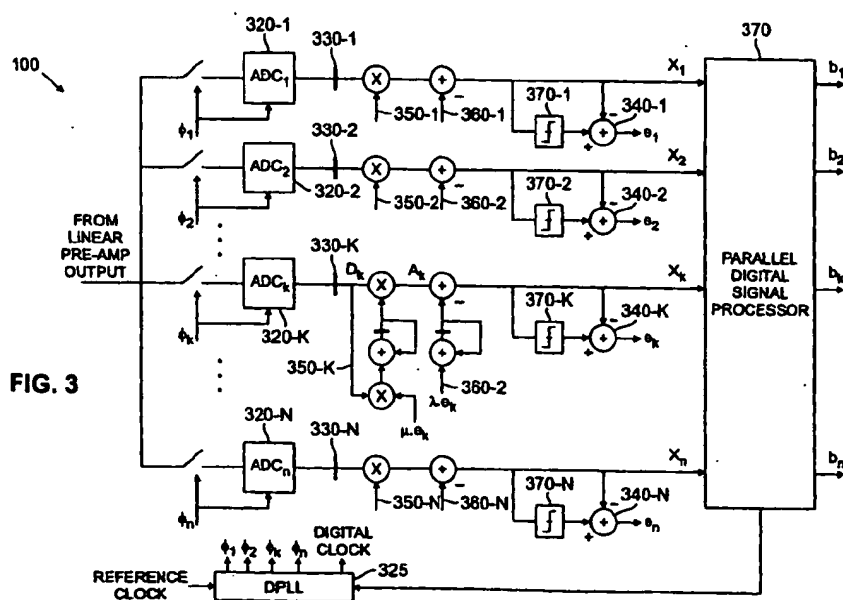 320-1
330-1
370
100
ADC1
X
+
−
350-1
360-1
370-1
−
+
+
340-1
e1
X1
b1
ϕ1
330-2
ADC2
320-2
X
+
−
350-2
360-2
370-2
−
+
+
340-2
e2
X2
b2
ϕ2
FROM
LINEAR
PRE-AMP
OUTPUT
330-K
ADCk
320-K
Dk
X
Ak
+
−
+
+
350-K
X
360-2
μ.ek
λ.ek
370-K
−
+
+
340-K
ek
Xk
bk
ϕk
PARALLEL
DIGITAL
SIGNAL
PROCESSOR
FIG. 3
320-N
330-N
ADCn
X
+
−
350-N
360-N
370-N
−
+
+
340-N
en
Xn
bn
ϕn
ϕ1 ϕ2 ϕk ϕn
DIGITAL
CLOCK
325
REFERENCE
CLOCK
DPLL